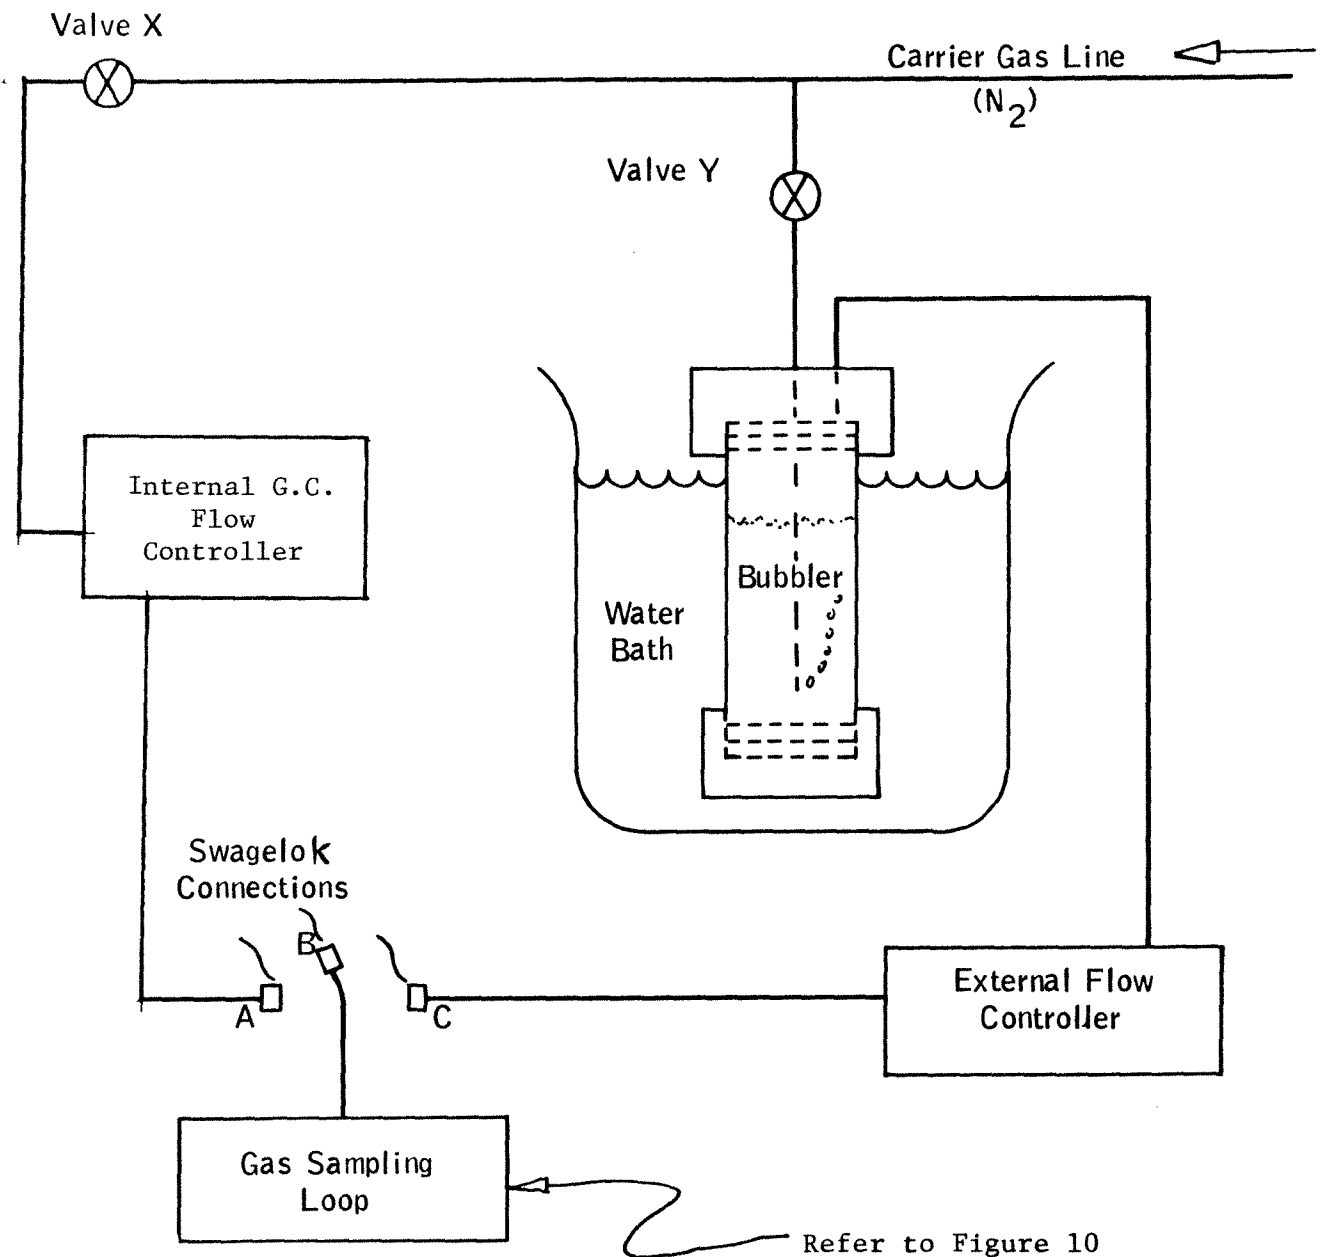 Valve X
Carrier Gas Line
(N2)
Valve Y
Internal G.C.
Flow
Controller
Bubbler
Water
Bath
Swagelok
Connections
B
A
C
External Flow
Controller
Gas Sampling
Loop
Refer to Figure 10